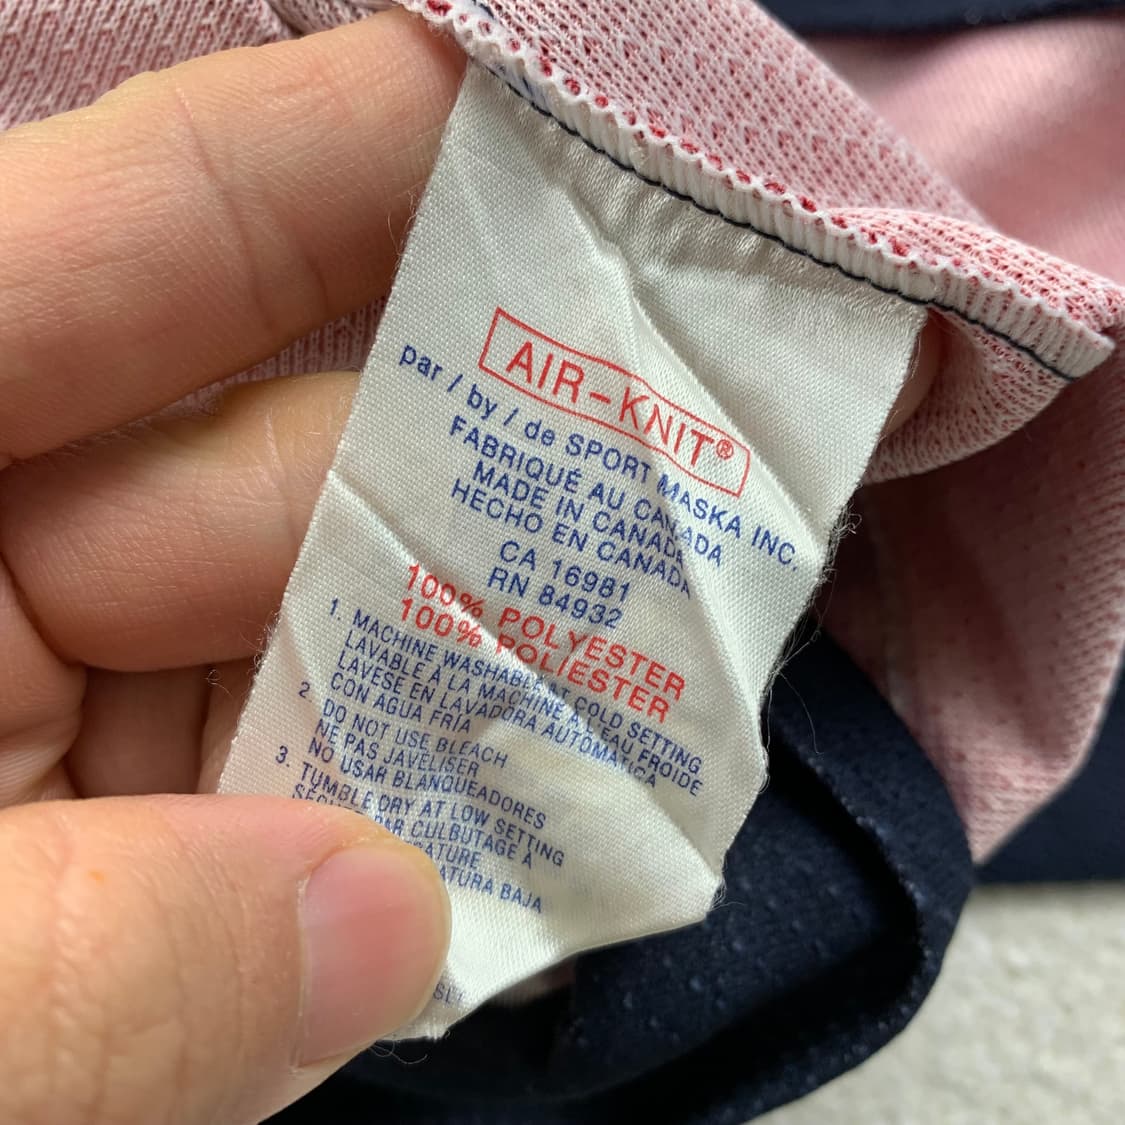 AIR-KNIT®
par / by / de SPORT MASKA INC.
FABRIQUÉ AU CANADA
MADE IN CANADA
HECHO EN CANADA
CA 16981
RN 84932
100% POLYESTER
100% POLIESTER
1. MACHINE WASHABLE AT COLD SETTING
LAVABLE À LA MACHINE À L'EAU FROIDE
LAVESE EN LAVADORA AUTOMATICA
CON AGUA FRÍA
2. DO NOT USE BLEACH
NE PAS JAVELISER
NO USAR BLANQUEADORES
3. TUMBLE DRY AT LOW SETTING
PAR CULBUTAGE À
BAJA